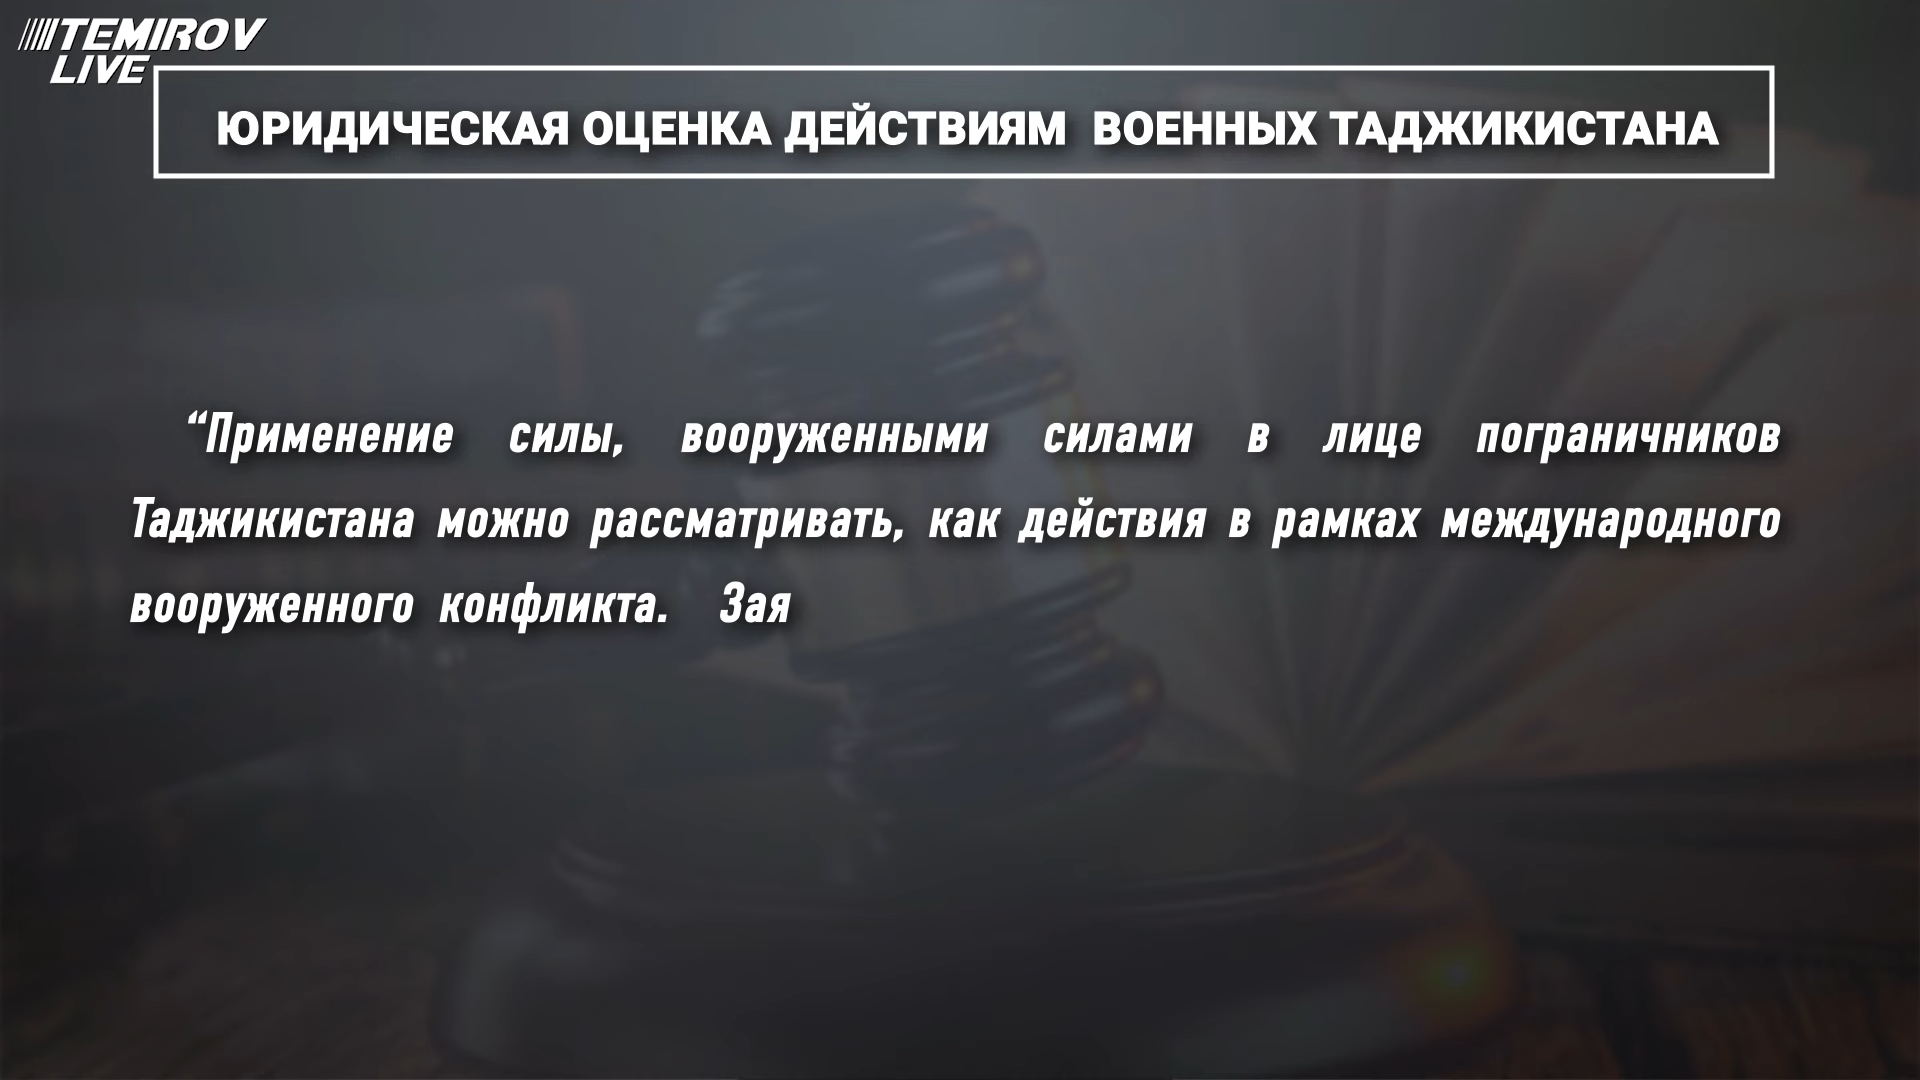 TEMIROV
LIVE
ЮРИДИЧЕСКАЯ ОЦЕНКА ДЕЙСТВИЯМ ВОЕННЫХ ТАДЖИКИСТАНА
“Применение силы, вооруженными силами в лице пограничников
Таджикистана можно рассматривать, как действия в рамках международного
вооруженного конфликта. Зая